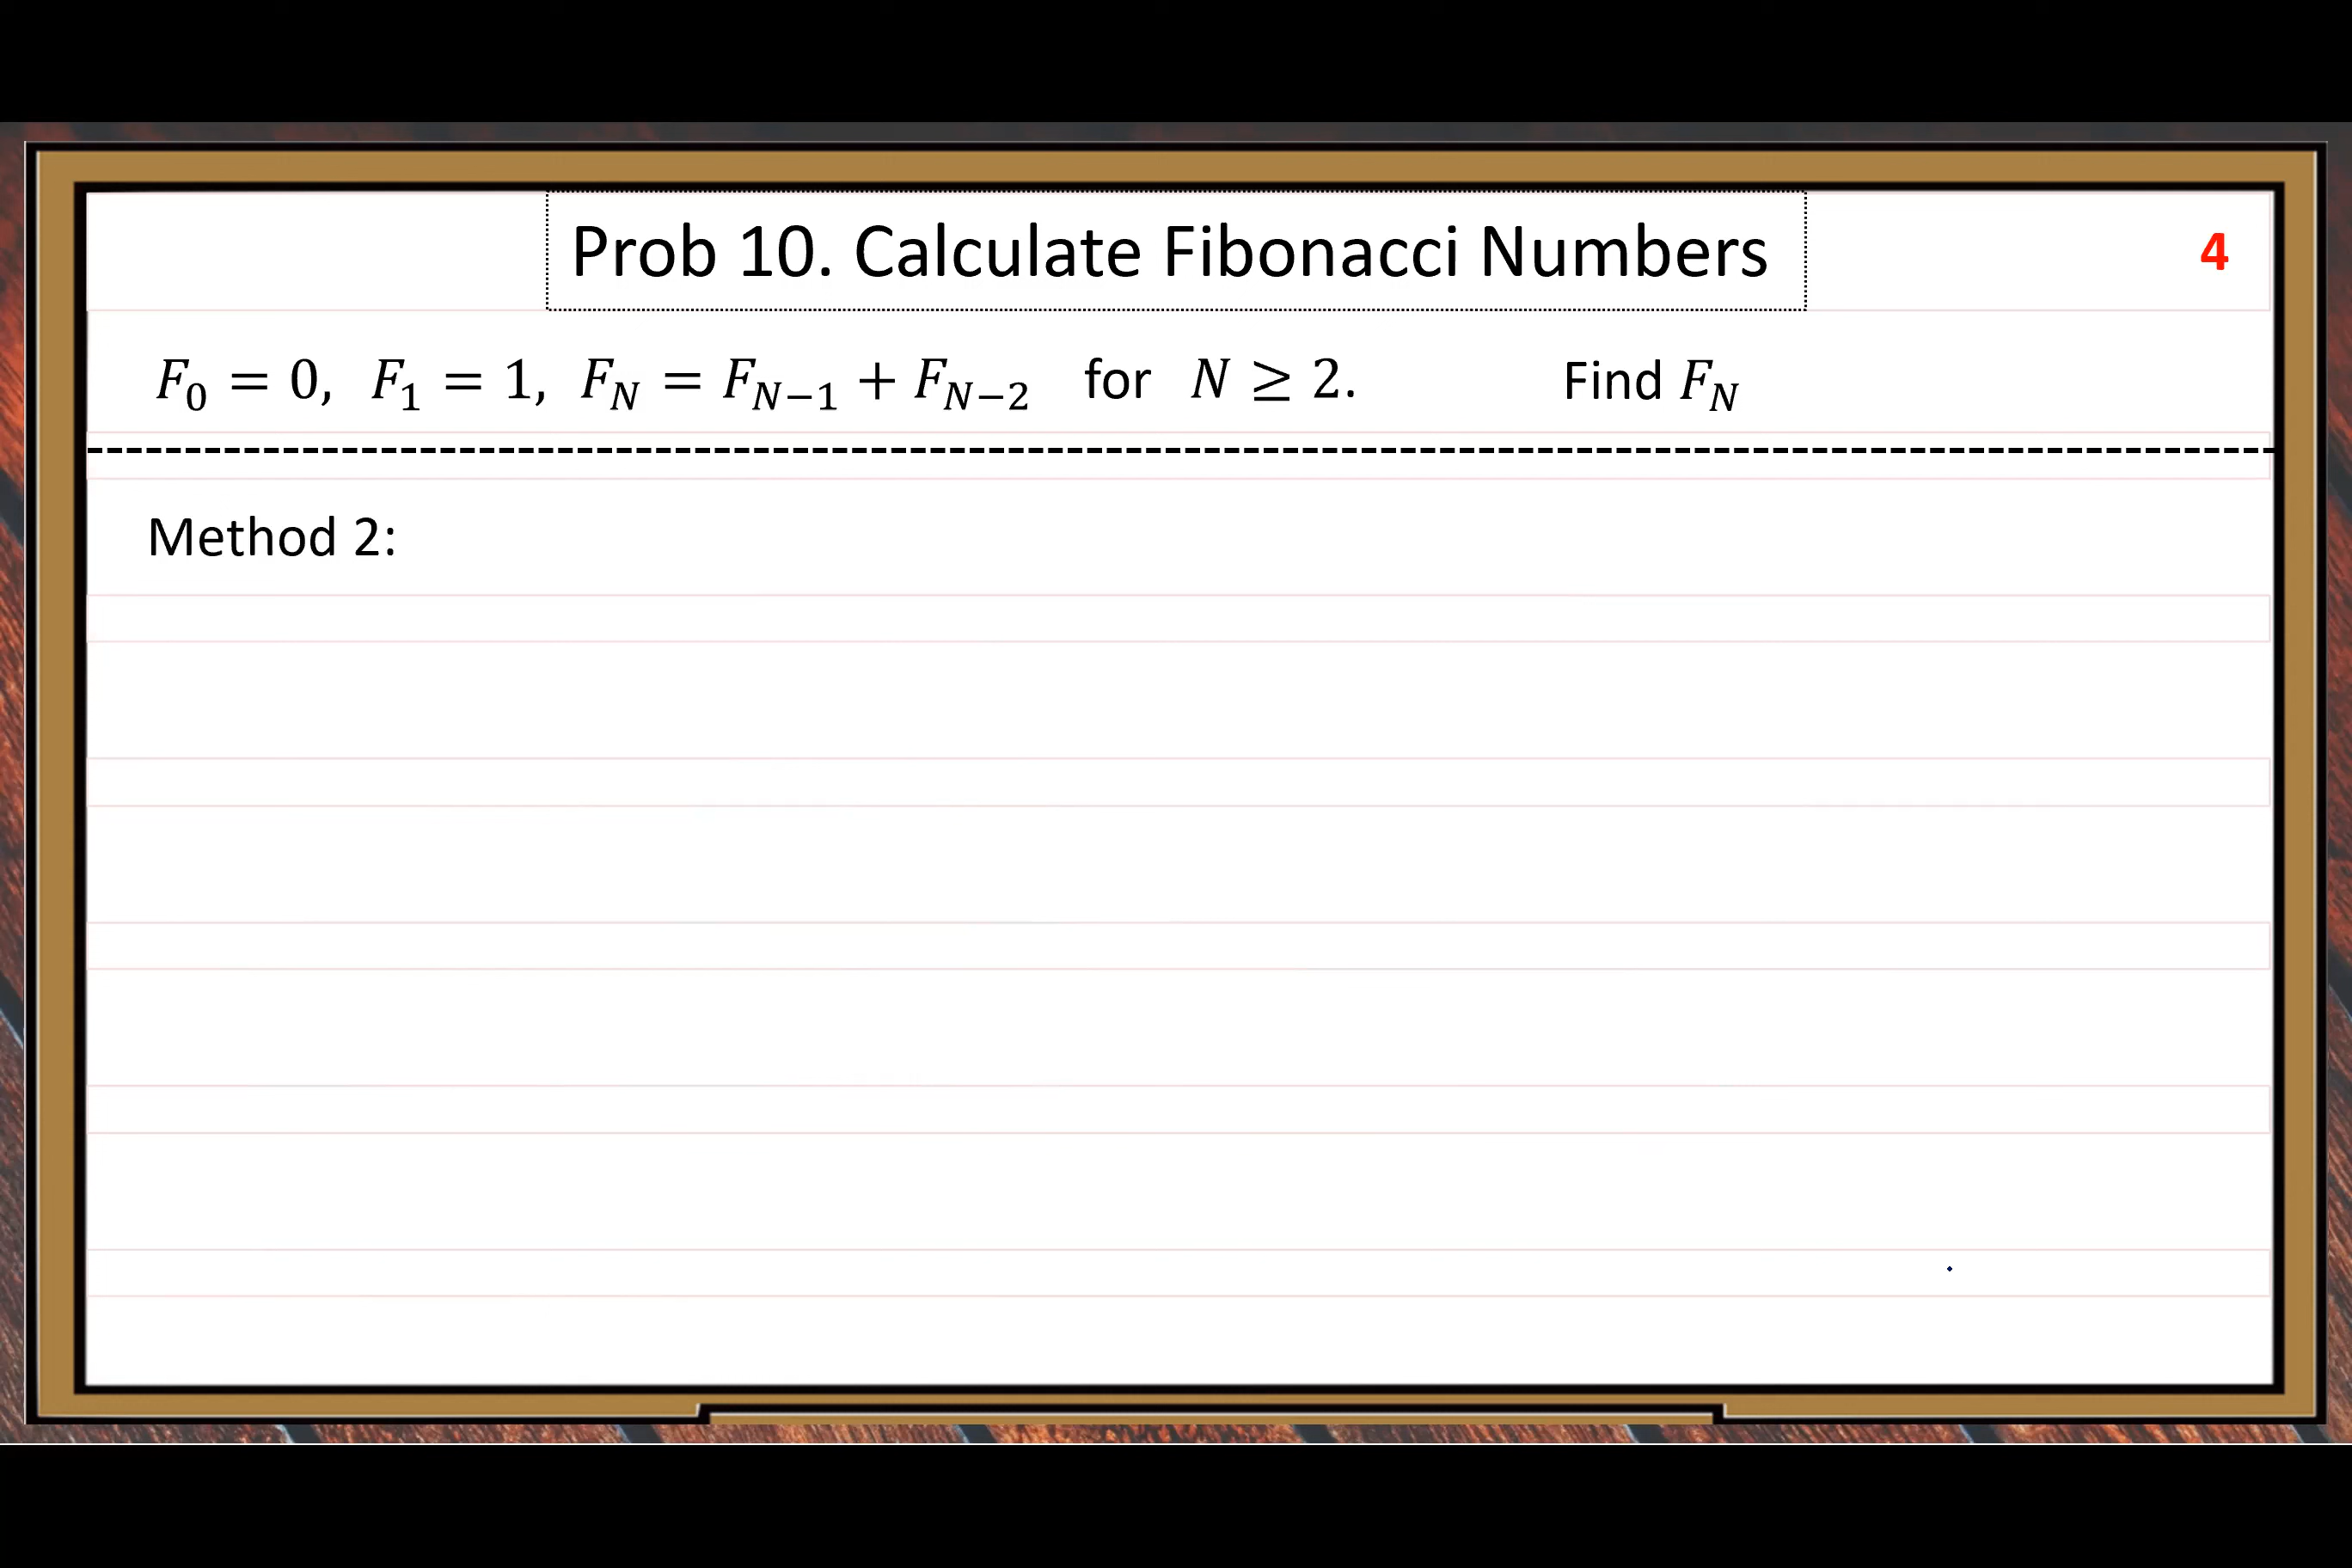 Prob 10. Calculate Fibonacci Numbers
4
F₀ = 0, F₁ = 1, F_N = F_{N−1} + F_{N−2} for N ≥ 2. Find F_N
Method 2: